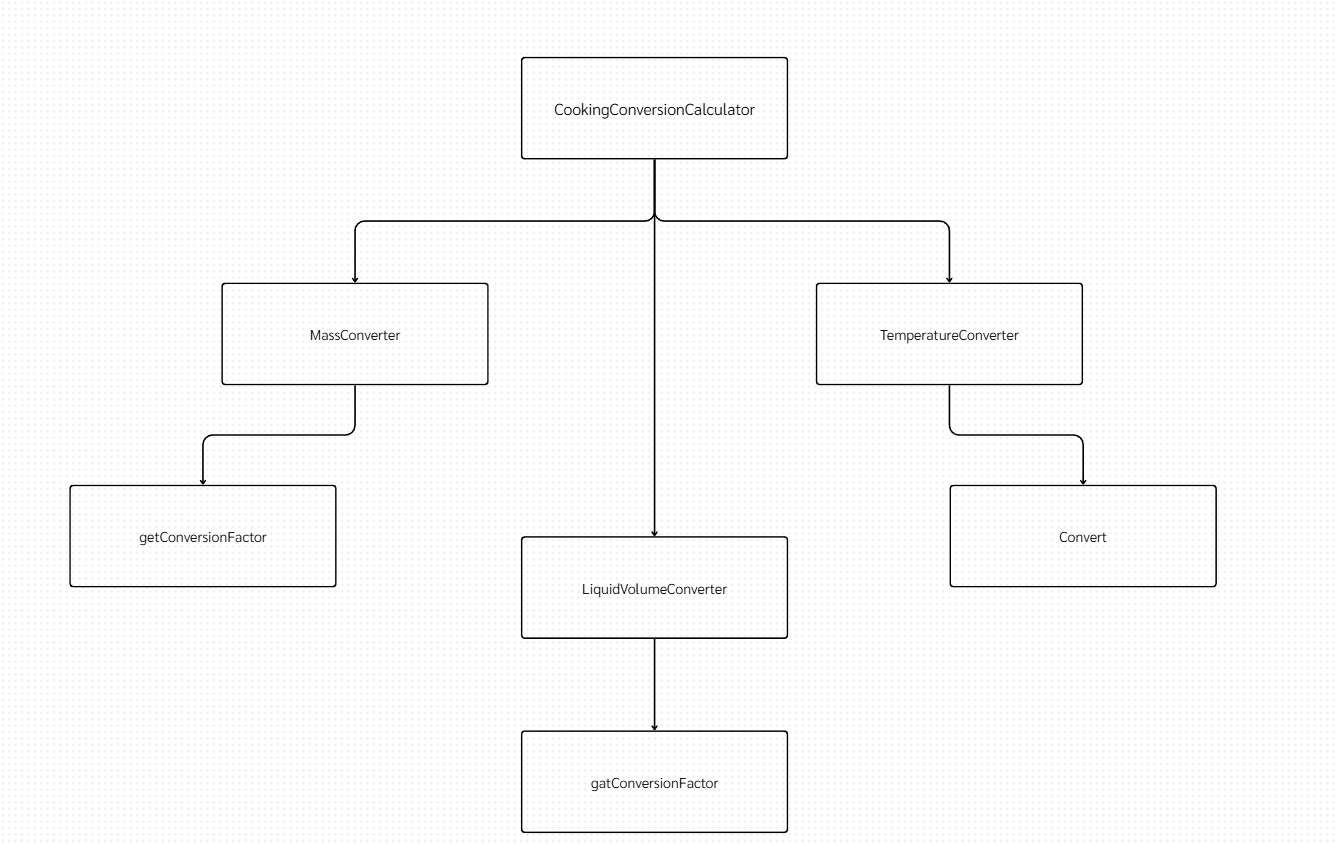 CookingConversionCalculator
MassConverter
TemperatureConverter
getConversionFactor
Convert
LiquidVolumeConverter
gatConversionFactor